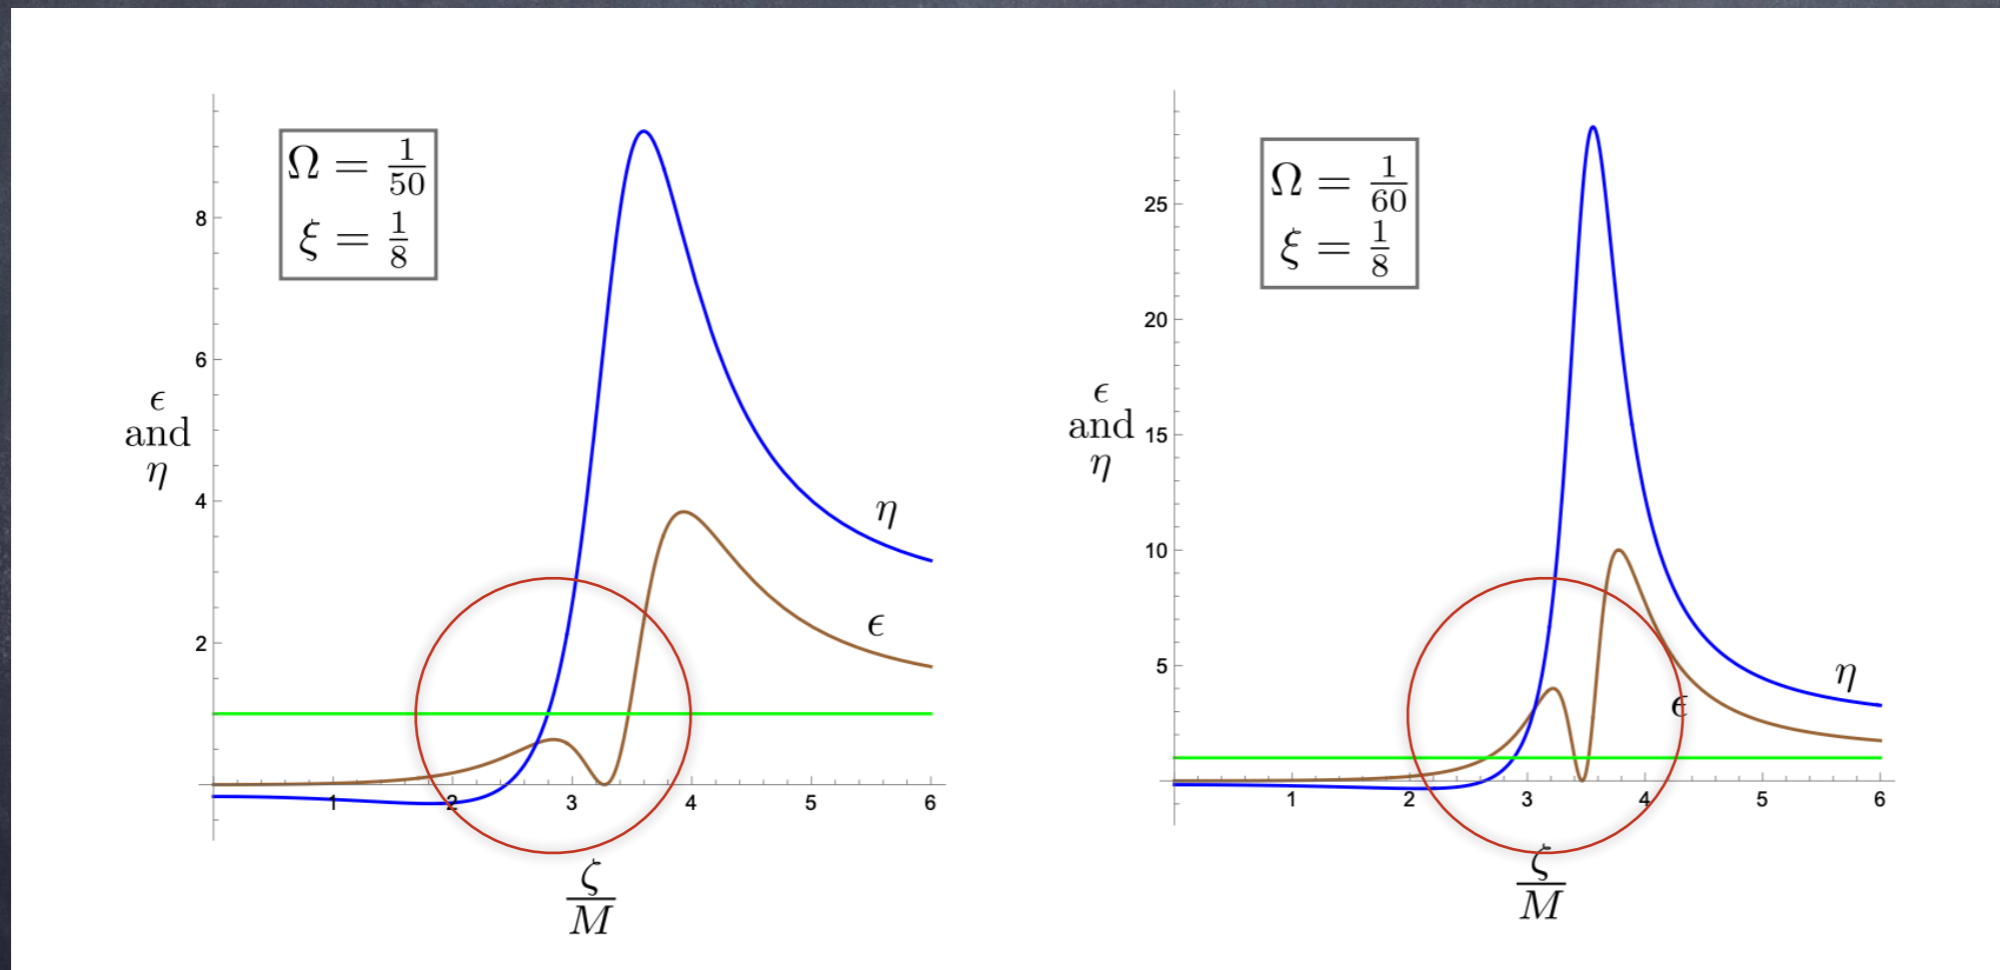 Ω = 1/50
ξ = 1/8
8
6
4
2
ϵ
and
η
η
ϵ
1 2 3 4 5 6
ζ/M
Ω = 1/60
ξ = 1/8
25
20
15
10
5
ϵ
and
η
η
ϵ
1 2 3 4 5 6
ζ/M